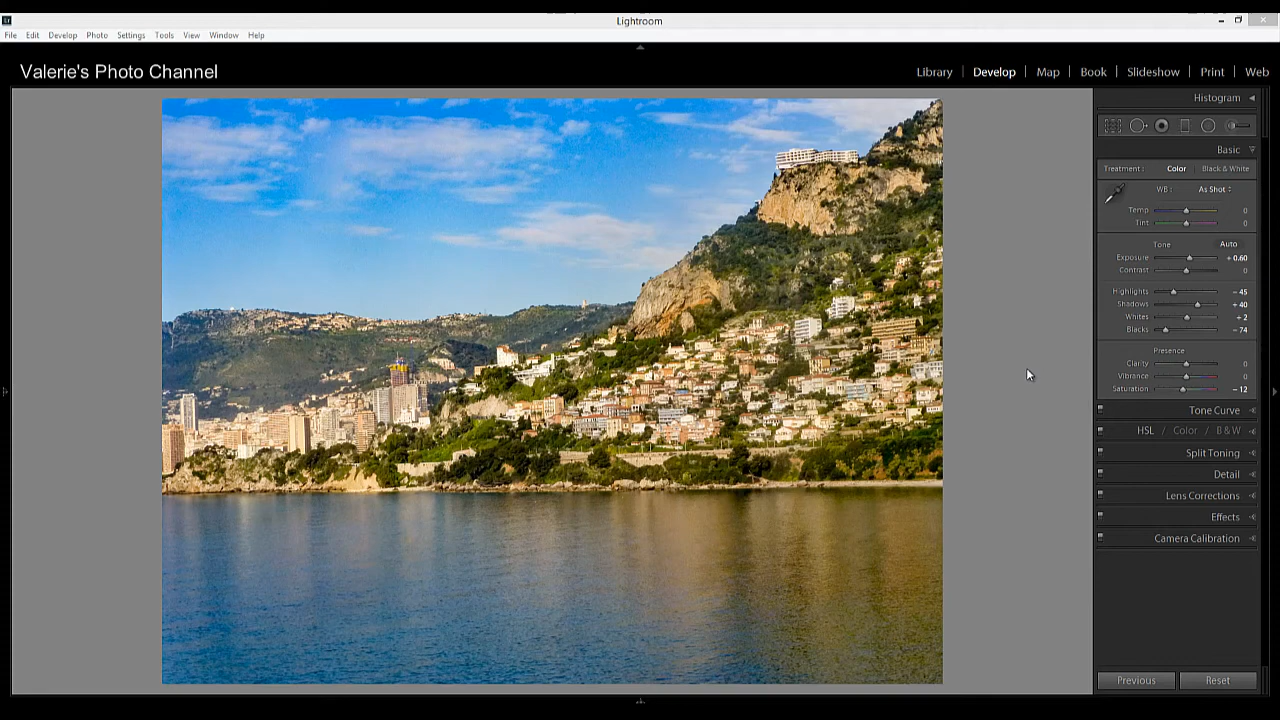 Lightroom
File Edit Develop Photo Settings Tools View Window Help
Valerie's Photo Channel
Library | Develop | Map | Book | Slideshow | Print | Web
Histogram
Basic
Treatment : Color Black & White
WB : As Shot
Temp 0
Tint 0
Tone Auto
Exposure + 0.60
Contrast 0
Highlights − 45
Shadows + 40
Whites + 2
Blacks − 74
Presence
Clarity 0
Vibrance 0
Saturation − 12
Tone Curve
HSL / Color / B & W
Split Toning
Detail
Lens Corrections
Effects
Camera Calibration
Previous Reset